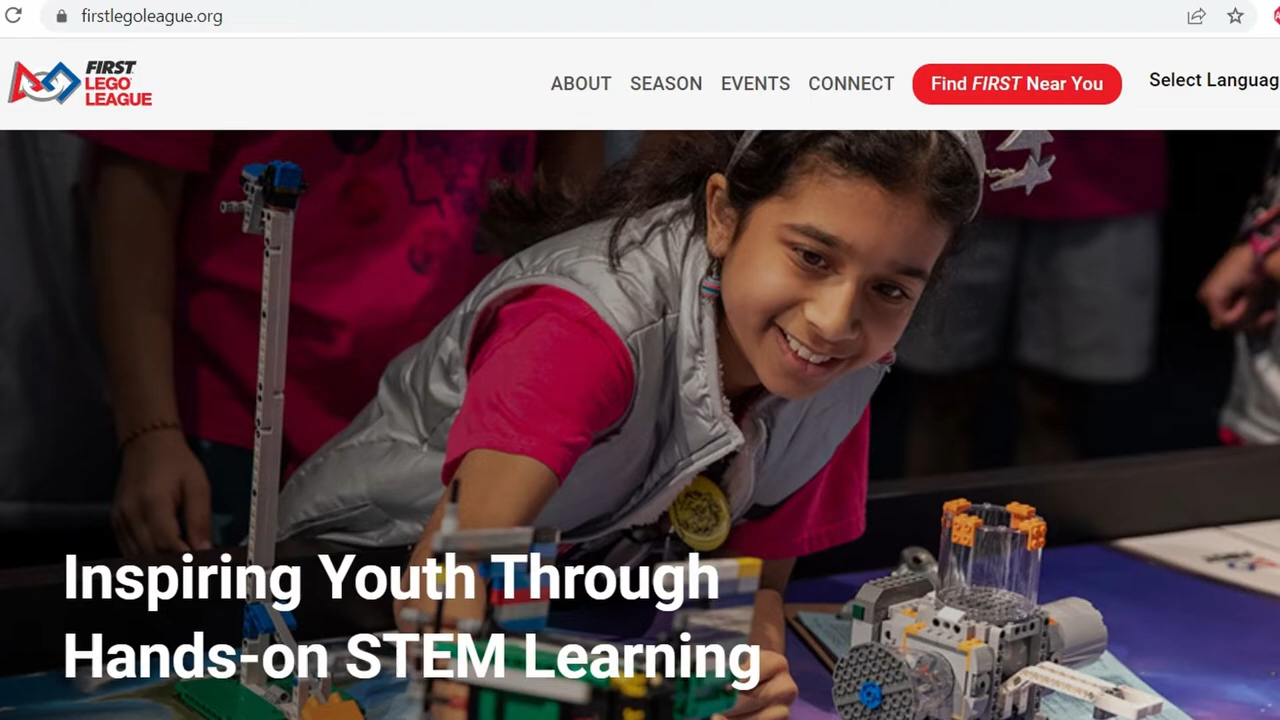 firstlegoleague.org
FIRST
LEGO
LEAGUE
ABOUT SEASON EVENTS CONNECT Find FIRST Near You Select Languag
Inspiring Youth Through
Hands-on STEM Learning